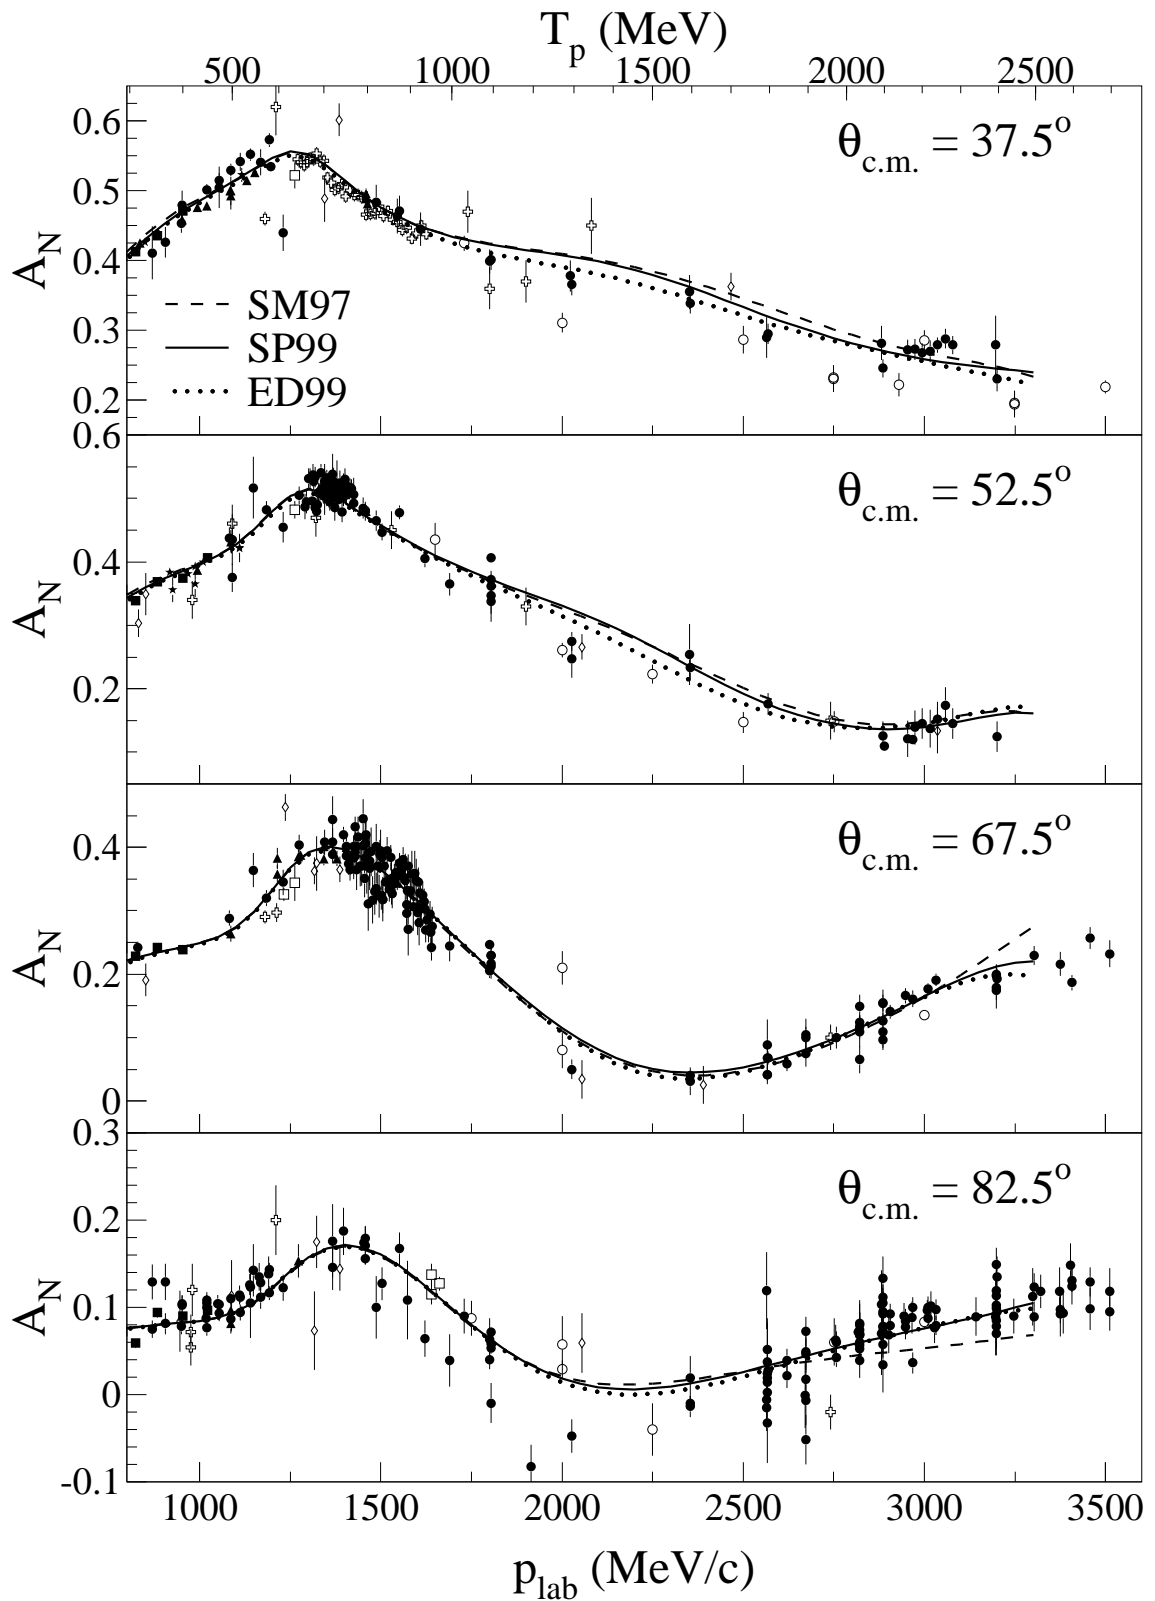 T_p (MeV)
500 1000 1500 2000 2500
0.6
θ_c.m. = 37.5°
0.5
A_N
0.4
SM97
0.3
SP99
ED99
0.2
0.6
θ_c.m. = 52.5°
A_N
0.4
0.2
0.4
θ_c.m. = 67.5°
A_N
0.2
0
0.3
θ_c.m. = 82.5°
0.2
A_N
0.1
0
-0.1
1000 1500 2000 2500 3000 3500
p_lab (MeV/c)